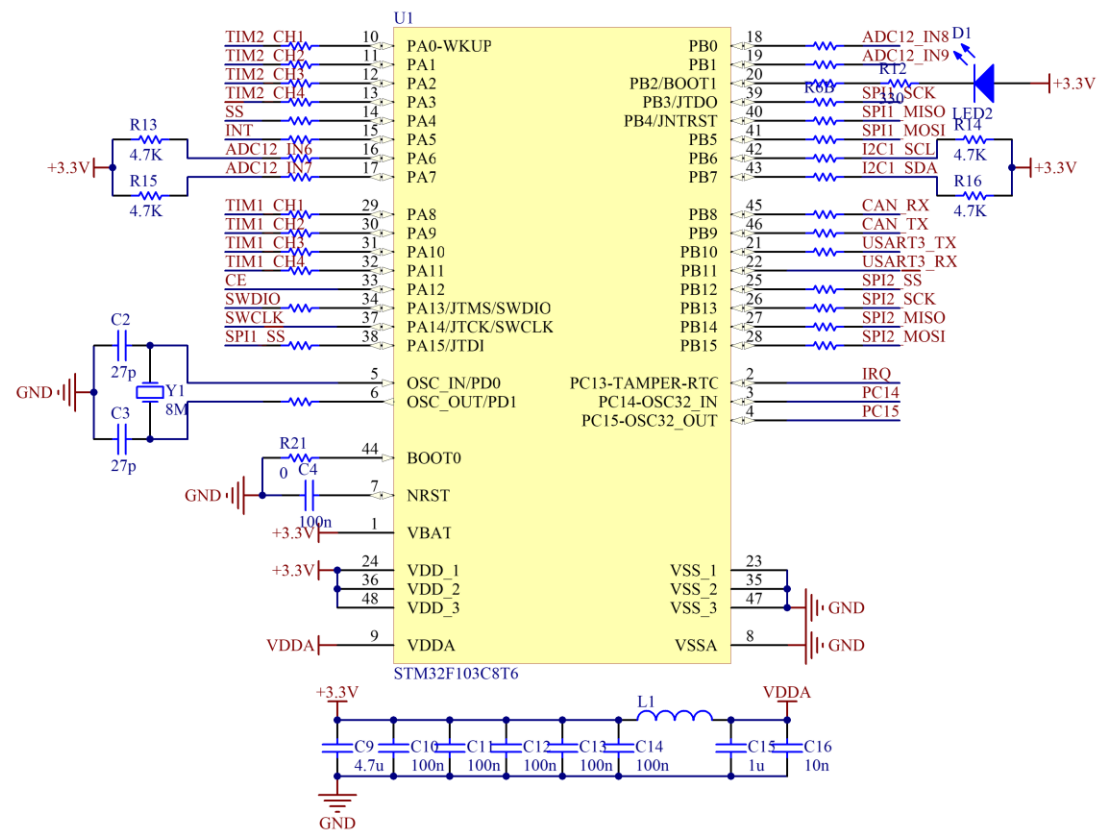 U1
TIM2_CH1 10 PA0-WKUP PB0 18 ADC12_IN8 D1
TIM2_CH2 11 PA1 PB1 19 ADC12_IN9
TIM2_CH3 12 PA2 PB2/BOOT1 20 R12 +3.3V
TIM2_CH4 13 PA3 PB3/JTDO 39 SPI1_SCK 330
SS 14 PA4 PB4/JNTRST 40 SPI1_MISO LED2
R13 INT 15 PA5 PB5 41 SPI1_MOSI R14
4.7K ADC12_IN6 16 PA6 PB6 42 I2C1_SCL 4.7K
+3.3V +3.3V
R15 ADC12_IN7 17 PA7 PB7 43 I2C1_SDA R16
4.7K 4.7K
TIM1_CH1 29 PA8 PB8 45 CAN_RX
TIM1_CH2 30 PA9 PB9 46 CAN_TX
TIM1_CH3 31 PA10 PB10 21 USART3_TX
TIM1_CH4 32 PA11 PB11 22 USART3_RX
CE 33 PA12 PB12 25 SPI2_SS
SWDIO 34 PA13/JTMS/SWDIO PB13 26 SPI2_SCK
SWCLK 37 PA14/JTCK/SWCLK PB14 27 SPI2_MISO
SPI1_SS 38 PA15/JTDI PB15 28 SPI2_MOSI
C2
27p
5 OSC_IN/PD0 PC13-TAMPER-RTC 2 IRQ
GND Y1
8M
6 OSC_OUT/PD1 PC14-OSC32_IN 3 PC14
C3 PC15-OSC32_OUT 4 PC15
27p
R21 44 BOOT0
0 C4
GND 7 NRST
100n
+3.3V 1 VBAT
+3.3V 24 VDD_1 VSS_1 23
36 VDD_2 VSS_2 35
48 VDD_3 VSS_3 47 GND
VDDA 9 VDDA VSSA 8 GND
STM32F103C8T6
+3.3V L1 VDDA
C9 C10 C11 C12 C13 C14 C15 C16
4.7u 100n 100n 100n 100n 100n 1u 10n
GND